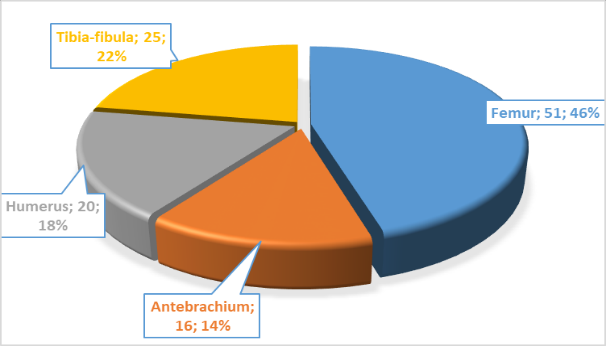 Tibia-fibula; 25;
22%
Femur; 51; 46%
Humerus; 20;
18%
Antebrachium;
16; 14%